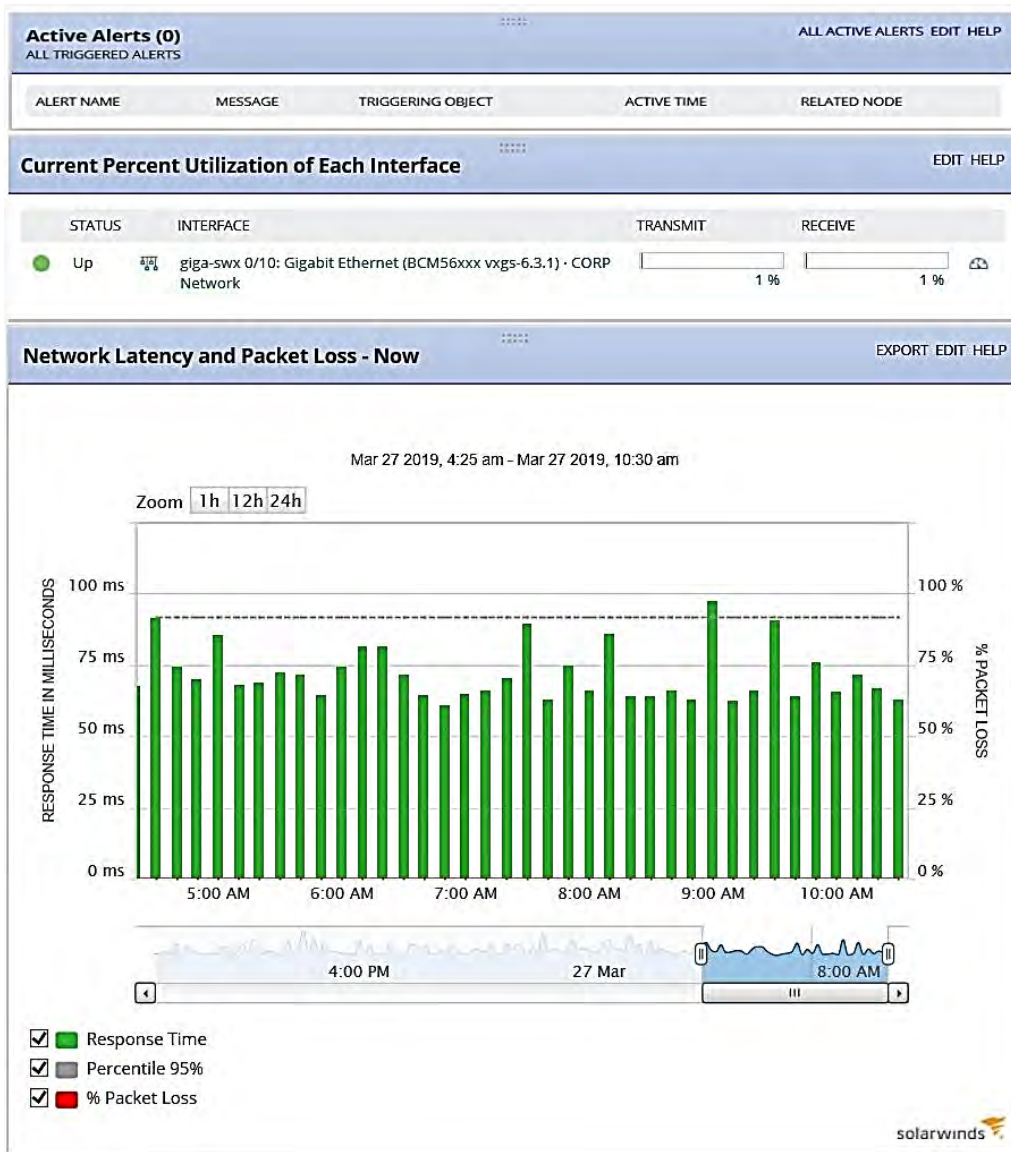 Active Alerts (0)
ALL TRIGGERED ALERTS
ALL ACTIVE ALERTS EDIT HELP
ALERT NAME MESSAGE TRIGGERING OBJECT ACTIVE TIME RELATED NODE
Current Percent Utilization of Each Interface
EDIT HELP
STATUS INTERFACE TRANSMIT RECEIVE
Up giga-swx 0/10: Gigabit Ethernet (BCM56xxx vxgs-6.3.1) · CORP
Network
1 % 1 %
Network Latency and Packet Loss - Now
EXPORT EDIT HELP
Mar 27 2019, 4:25 am - Mar 27 2019, 10:30 am
Zoom 1h 12h 24h
RESPONSE TIME IN MILLISECONDS
100 ms
75 ms
50 ms
25 ms
0 ms
100 %
75 %
50 %
25 %
0 %
% PACKET LOSS
5:00 AM 6:00 AM 7:00 AM 8:00 AM 9:00 AM 10:00 AM
4:00 PM 27 Mar 8:00 AM
Response Time
Percentile 95%
% Packet Loss
solarwinds